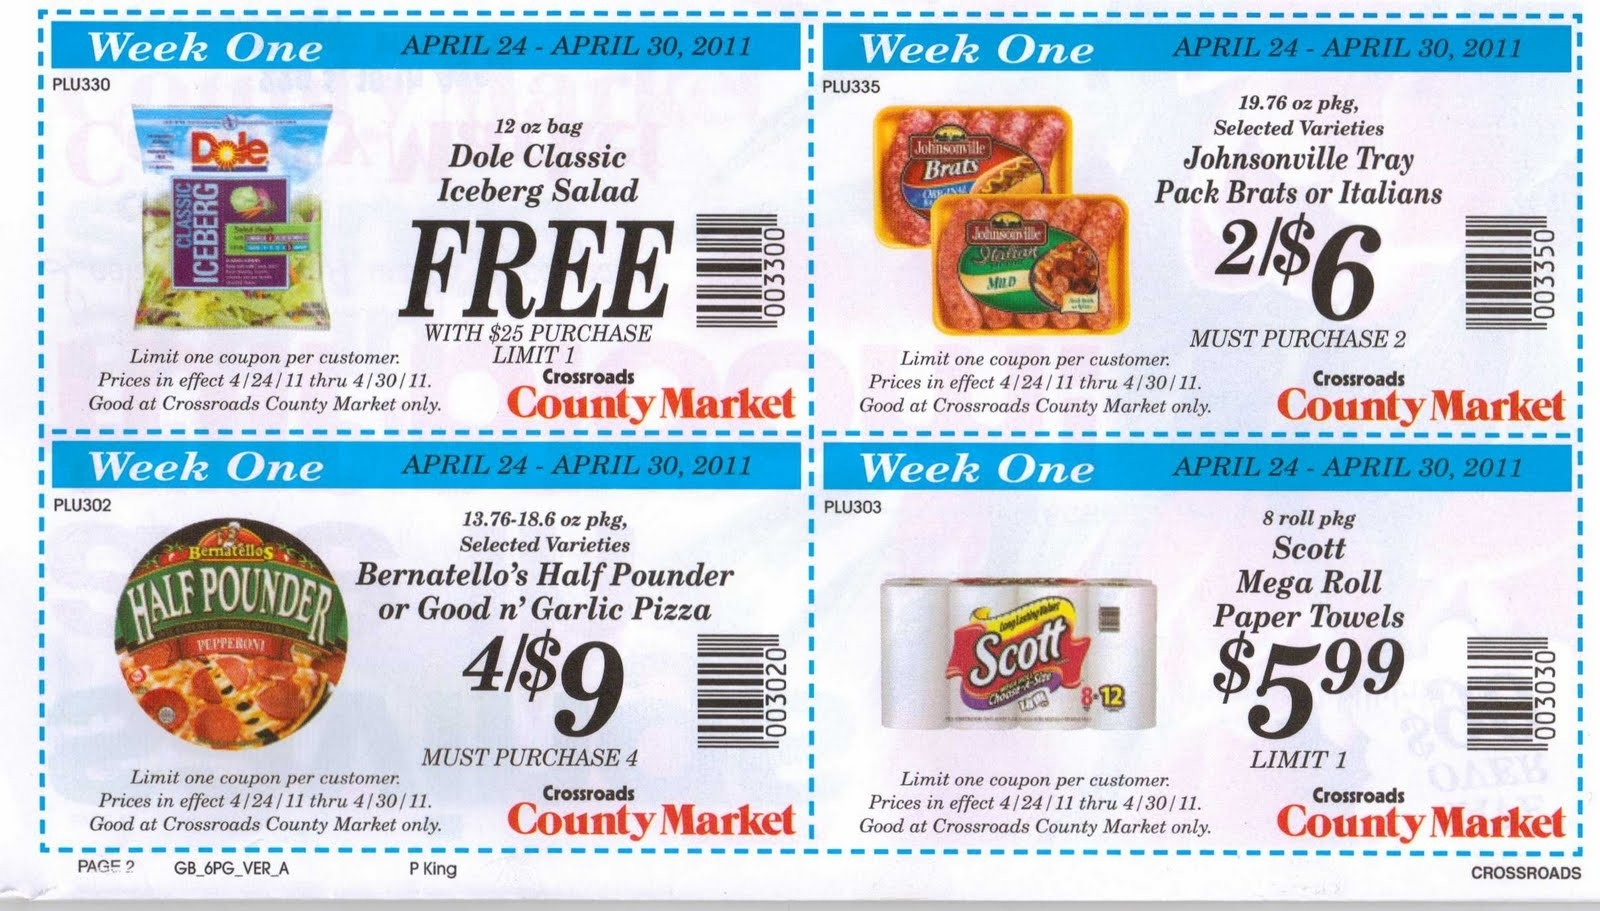 Week One APRIL 24 - APRIL 30, 2011
PLU330
Dole
CLASSIC
ICEBERG
12 oz bag
Dole Classic
Iceberg Salad
FREE
WITH $25 PURCHASE
LIMIT 1
003300
Limit one coupon per customer.
Prices in effect 4/24/11 thru 4/30/11.
Good at Crossroads County Market only.
Crossroads
County Market
Week One APRIL 24 - APRIL 30, 2011
PLU335
Johnsonville
Brats
ORIGINAL
Johnsonville
Italian
MILD
19.76 oz pkg,
Selected Varieties
Johnsonville Tray
Pack Brats or Italians
2/$6
MUST PURCHASE 2
003350
Limit one coupon per customer.
Prices in effect 4/24/11 thru 4/30/11.
Good at Crossroads County Market only.
Crossroads
County Market
Week One APRIL 24 - APRIL 30, 2011
PLU302
Bernatello's
HALF POUNDER
PEPPERONI
13.76-18.6 oz pkg,
Selected Varieties
Bernatello's Half Pounder
or Good n' Garlic Pizza
4/$9
MUST PURCHASE 4
003020
Limit one coupon per customer.
Prices in effect 4/24/11 thru 4/30/11.
Good at Crossroads County Market only.
Crossroads
County Market
Week One APRIL 24 - APRIL 30, 2011
PLU303
Long Lasting Value!
Scott
Choose-A-Size
8=12
8 roll pkg
Scott
Mega Roll
Paper Towels
$5.99
LIMIT 1
003030
Limit one coupon per customer.
Prices in effect 4/24/11 thru 4/30/11.
Good at Crossroads County Market only.
Crossroads
County Market
PAGE 2 GB_6PG_VER_A P King
CROSSROADS